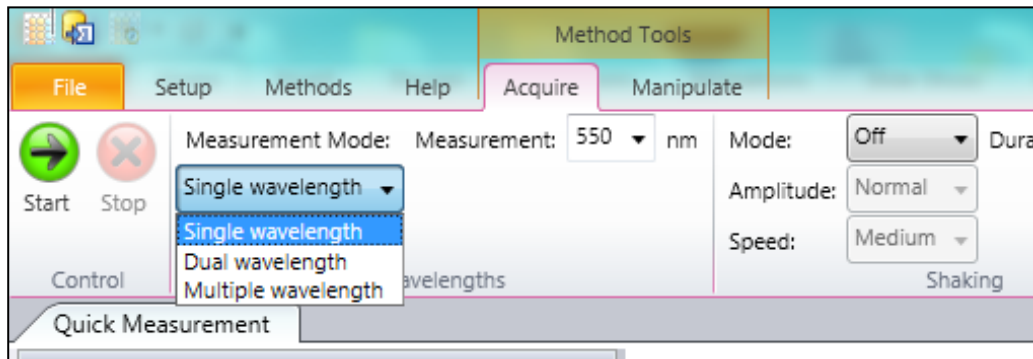 Method Tools
File Setup Methods Help Acquire Manipulate
Start Stop
Control
Measurement Mode: Measurement: 550 nm
Single wavelength
Single wavelength
Dual wavelength
Multiple wavelength
Mode: Off
Amplitude: Normal
Speed: Medium
Shaking
Quick Measurement